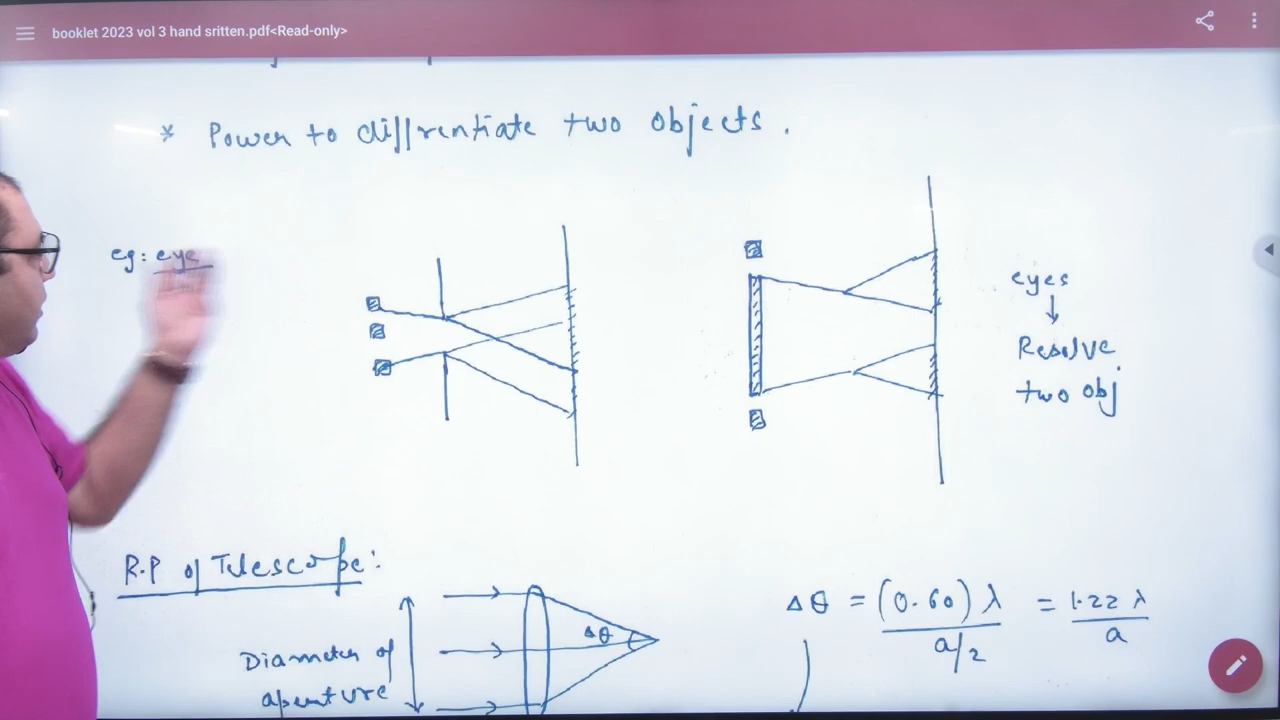 booklet 2023 vol 3 hand sritten.pdf<Read-only>
* Power to diffrentiate two objects.
eg: eye
eyes
↓
Resolve
two obj
R.P of Telescope:
Diameter of
aperture
Δθ
Δθ = (0.60) λ / a/2 = 1.22 λ / a